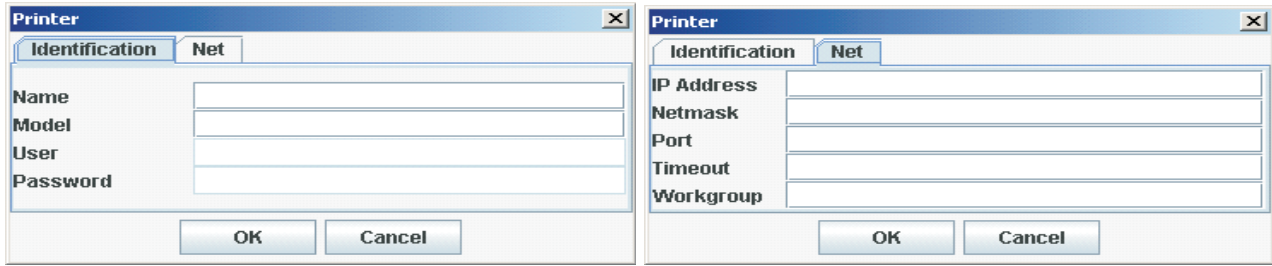 Printer
Identification Net
Name
Model
User
Password
OK Cancel
Printer
Identification Net
IP Address
Netmask
Port
Timeout
Workgroup
OK Cancel